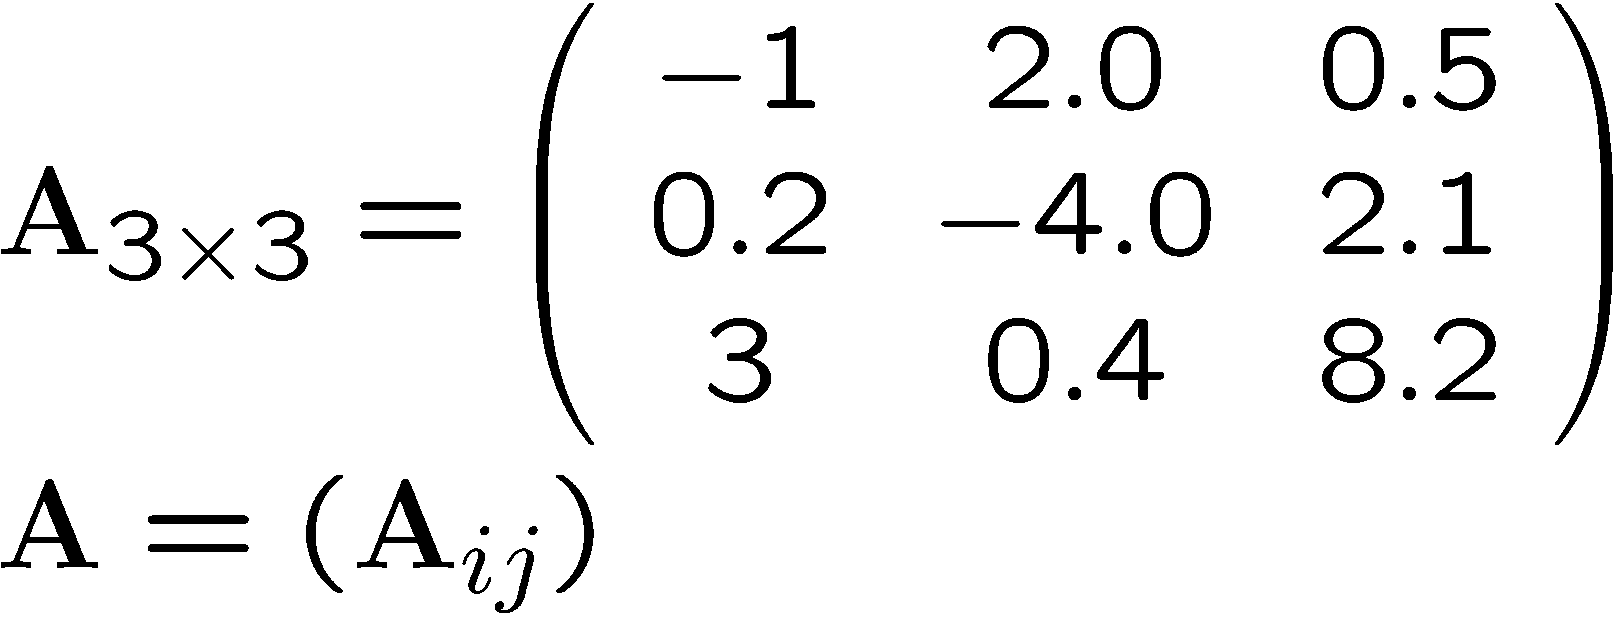 −1 2.0 0.5
A3×3 = ( 0.2 −4.0 2.1 )
3 0.4 8.2
A = (Aij)